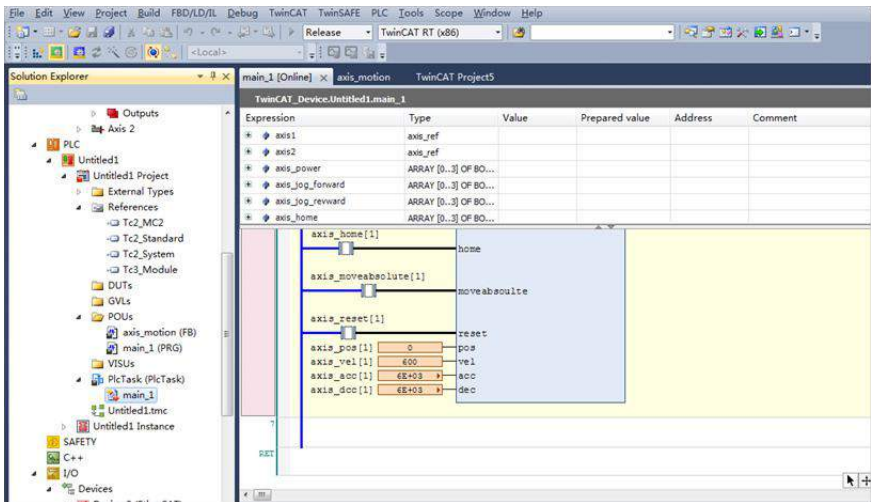 File Edit View Project Build FBD/LD/IL Debug TwinCAT TwinSAFE PLC Tools Scope Window Help
Release TwinCAT RT (x86)
<Local>
Solution Explorer
Outputs
Axis 2
PLC
Untitled1
Untitled1 Project
External Types
References
Tc2_MC2
Tc2_Standard
Tc2_System
Tc3_Module
DUTs
GVLs
POUs
axis_motion (FB)
main_1 (PRG)
VISUs
PlcTask (PlcTask)
main_1
Untitled1.tmc
Untitled1 Instance
SAFETY
C++
I/O
Devices
main_1 [Online] axis_motion TwinCAT Project5
TwinCAT_Device.Untitled1.main_1
Expression Type Value Prepared value Address Comment
axis1 axis_ref
axis2 axis_ref
axis_power ARRAY [0..3] OF BO...
axis_jog_forward ARRAY [0..3] OF BO...
axis_jog_revward ARRAY [0..3] OF BO...
axis_home ARRAY [0..3] OF BO...
axis_home[1]
home
axis_moveabsolute[1]
moveabsoulte
axis_reset[1]
reset
axis_pos[1] 0 pos
axis_vel[1] 600 vel
axis_acc[1] 6E+03 acc
axis_dcc[1] 6E+03 dec
7
RET